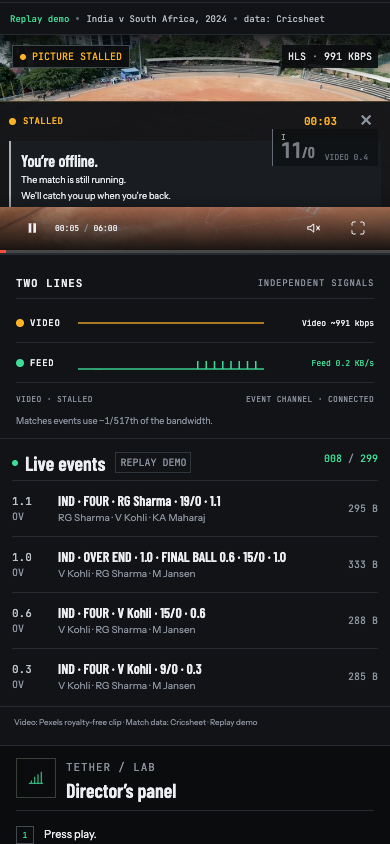 Replay demo • India v South Africa, 2024 • data: Cricsheet
PICTURE STALLED
HLS · 991 KBPS
STALLED
00:03
You're offline.
The match is still running.
We'll catch you up when you're back.
I
11/0 VIDEO 0.4
00:05 / 06:00
TWO LINES
INDEPENDENT SIGNALS
VIDEO
Video ~991 kbps
FEED
Feed 0.2 KB/s
VIDEO · STALLED
EVENT CHANNEL · CONNECTED
Matches events use ~1/517th of the bandwidth.
Live events REPLAY DEMO
008 / 299
1.1 OV
IND · FOUR · RG Sharma · 19/0 · 1.1
RG Sharma · V Kohli · KA Maharaj
295 B
1.0 OV
IND · OVER END · 1.0 · FINAL BALL 0.6 · 15/0 · 1.0
V Kohli · RG Sharma · M Jansen
333 B
0.6 OV
IND · FOUR · V Kohli · 15/0 · 0.6
V Kohli · RG Sharma · M Jansen
288 B
0.3 OV
IND · FOUR · V Kohli · 9/0 · 0.3
V Kohli · RG Sharma · M Jansen
285 B
Video: Pexels royalty-free clip · Match data: Cricsheet · Replay demo
TETHER / LAB
Director's panel
1 Press play.